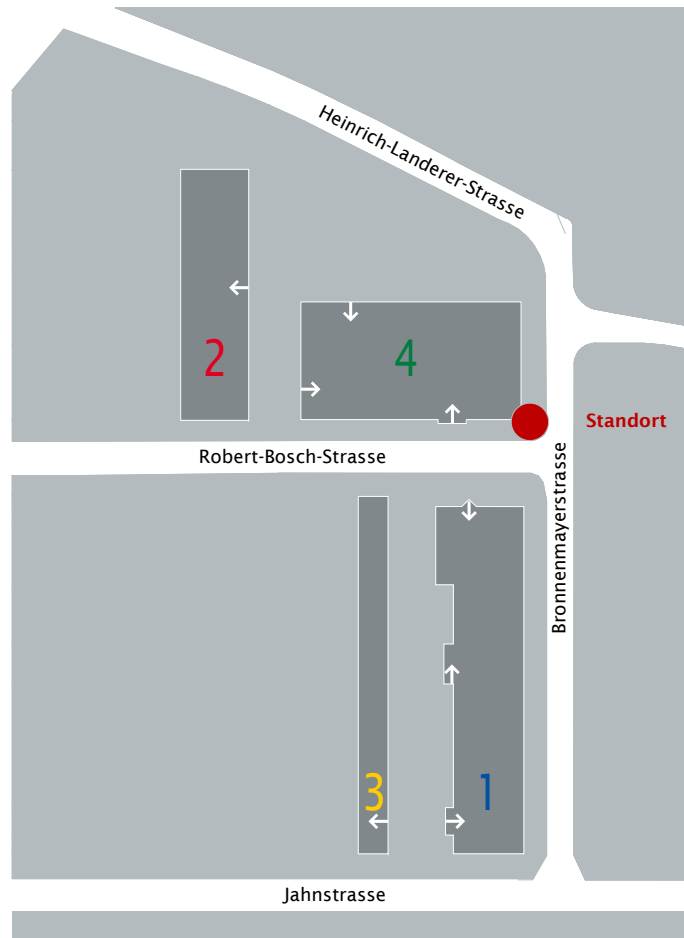 Heinrich-Landerer-Strasse
2
4
Standort
Robert-Bosch-Strasse
Bronnenmayerstrasse
3
1
Jahnstrasse